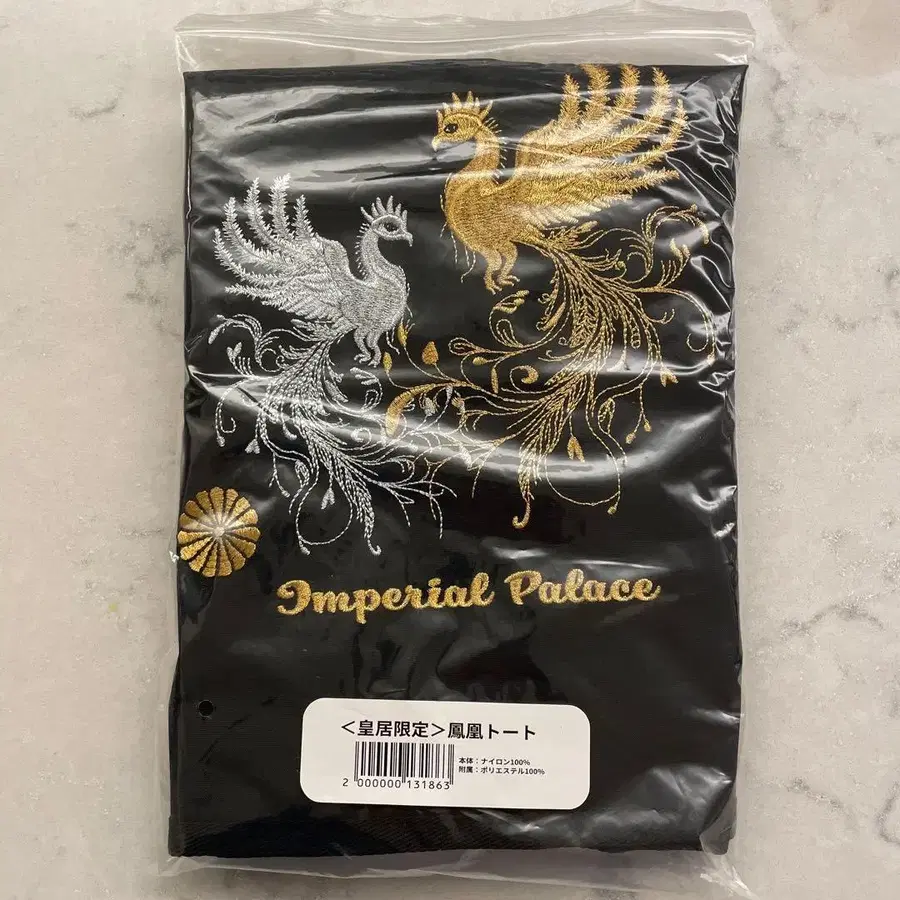 Imperial Palace
＜皇居限定＞鳳凰トート
本体：ナイロン100%
附属：ポリエステル100%
2 000000 131863